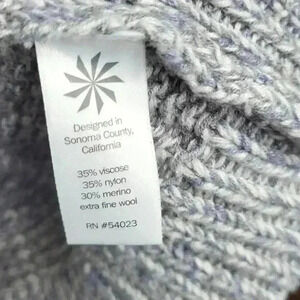 Designed in
Sonoma County,
California
35% viscose
35% nylon
30% merino
extra fine wool
RN #54023